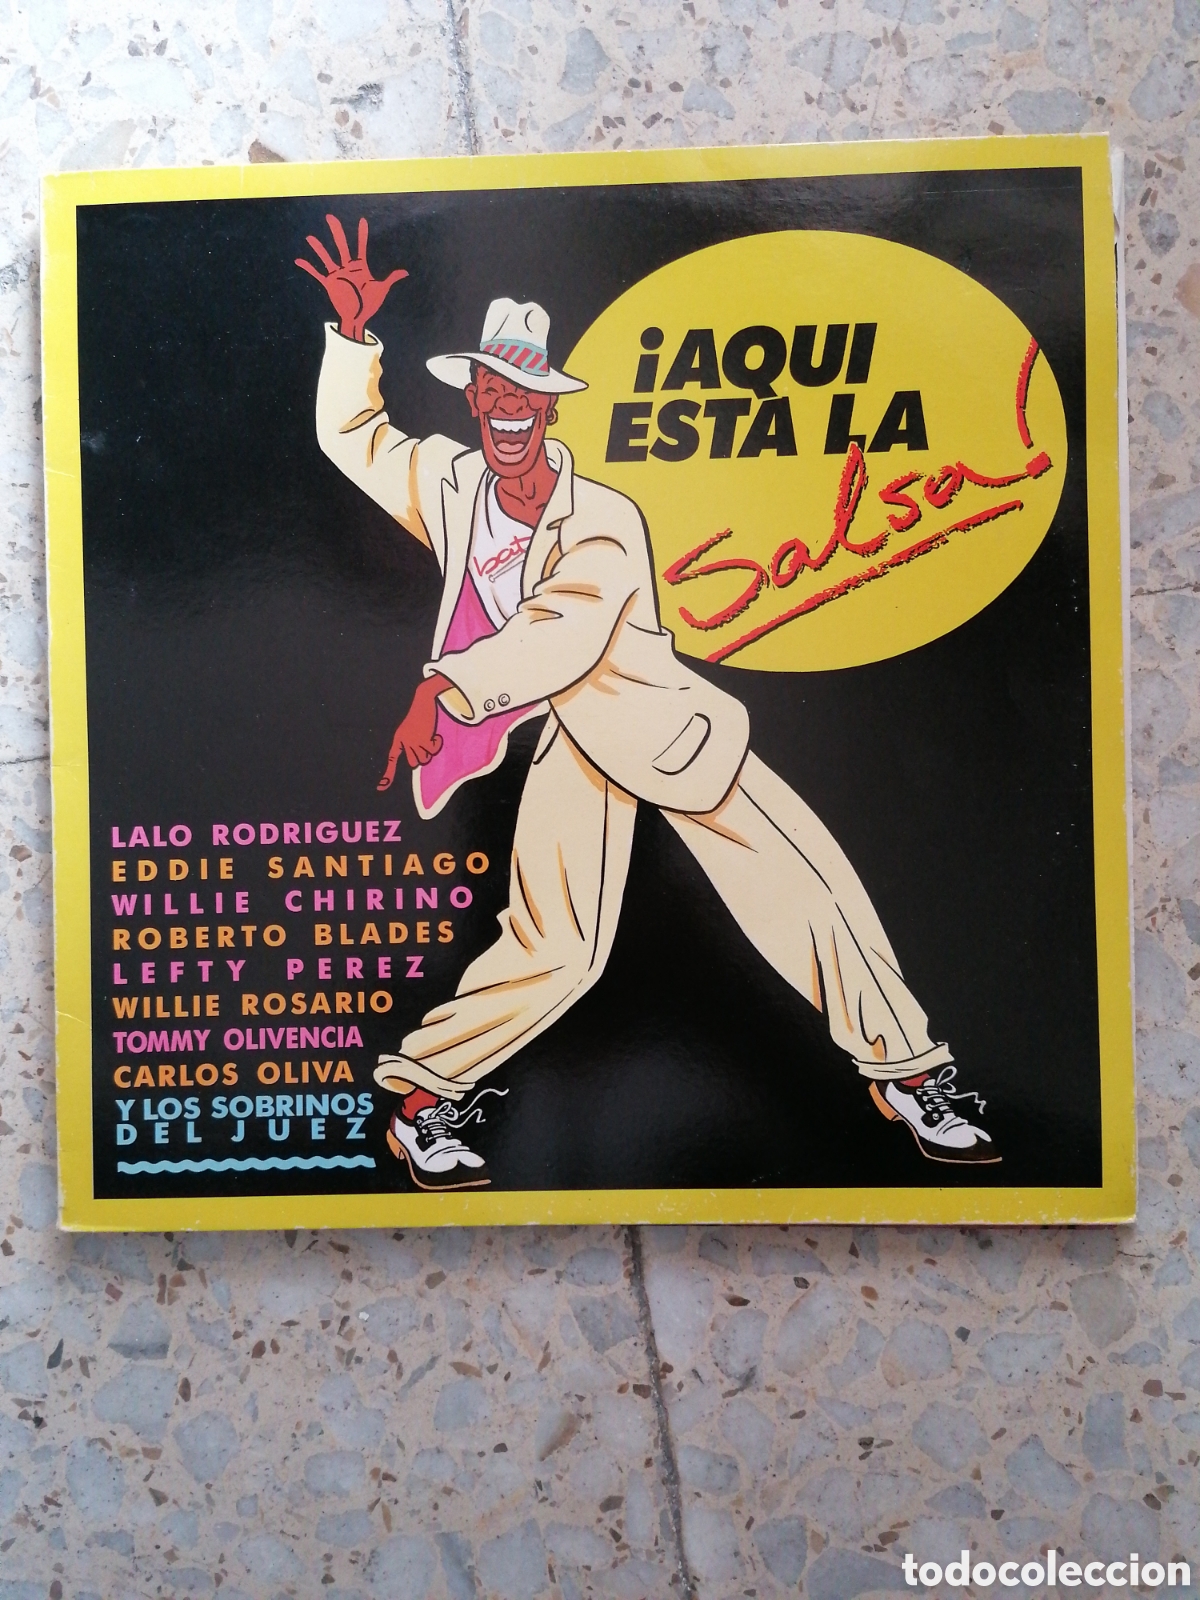 ¡AQUI
ESTÀ LA
Salsa!
LALO RODRIGUEZ
EDDIE SANTIAGO
WILLIE CHIRINO
ROBERTO BLADES
LEFTY PEREZ
WILLIE ROSARIO
TOMMY OLIVENCIA
CARLOS OLIVA
Y LOS SOBRINOS
DEL JUEZ
todocoleccion